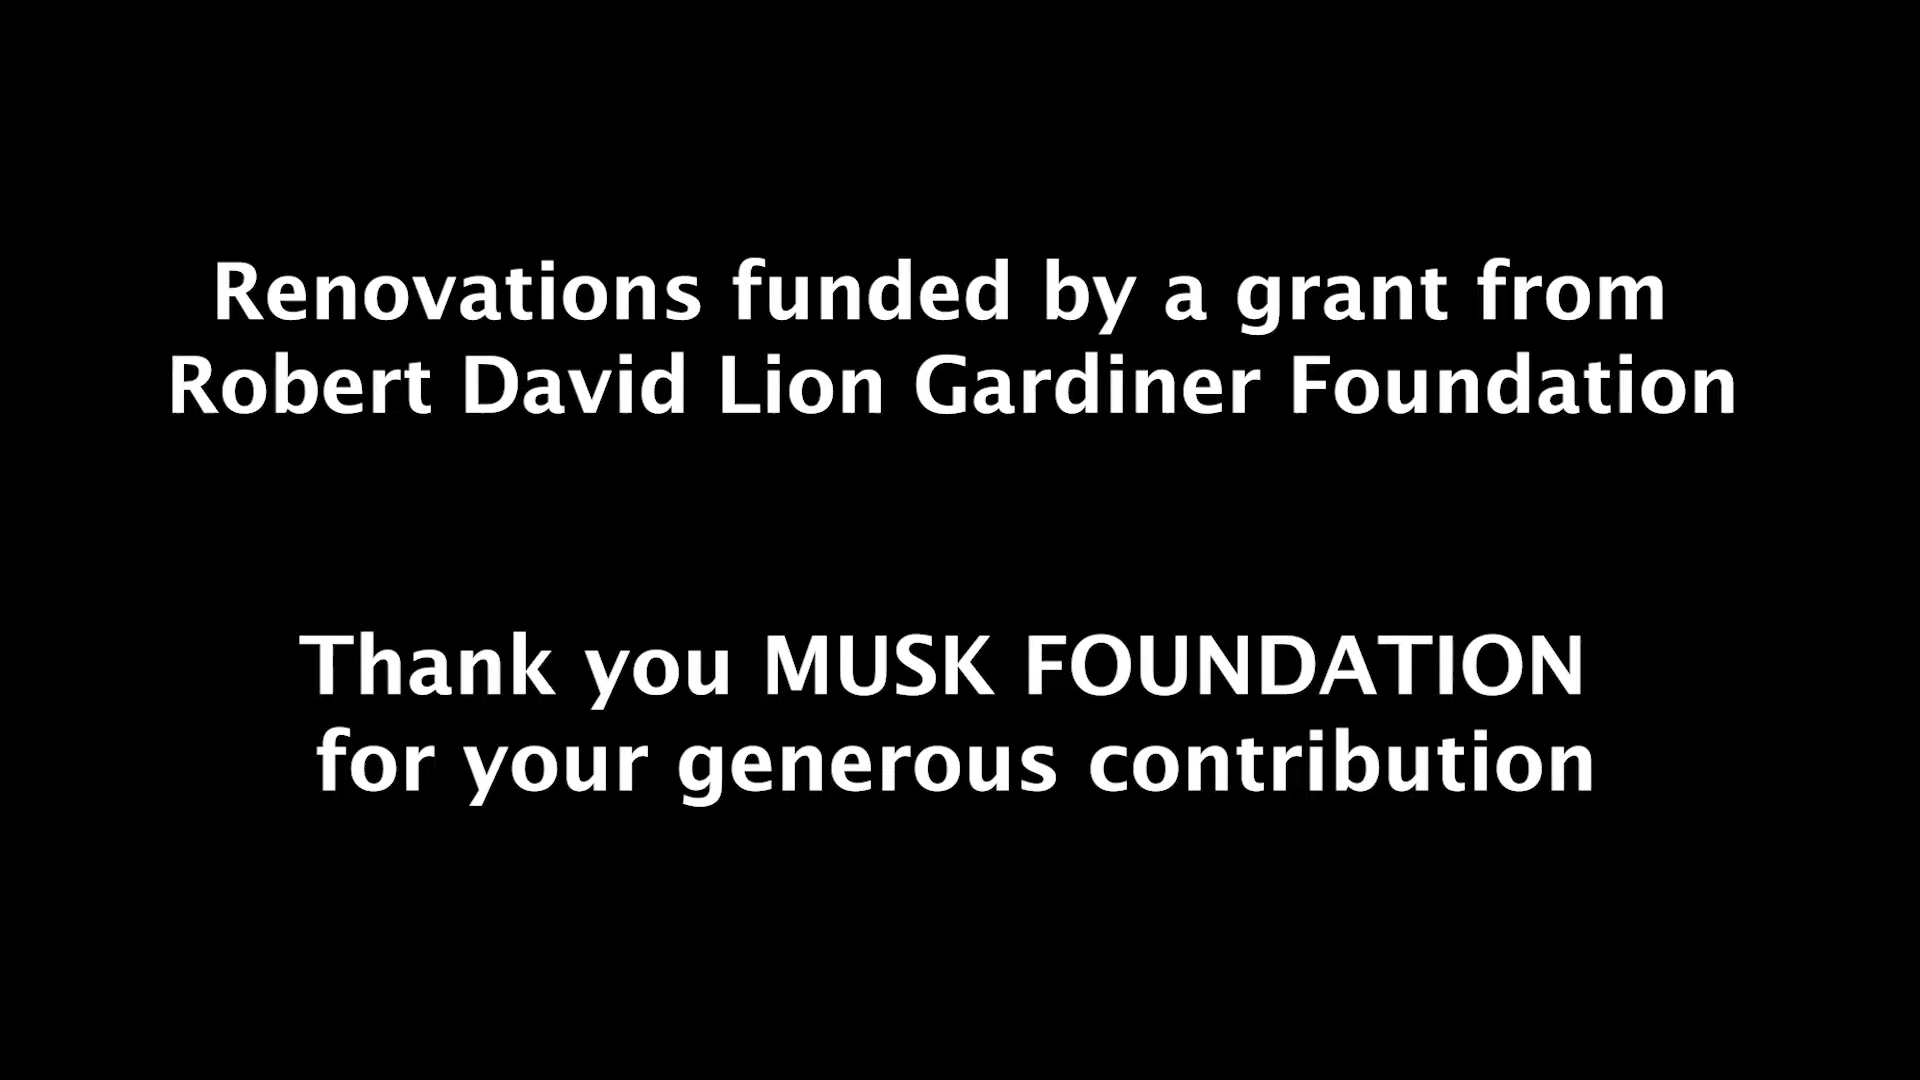 Renovations funded by a grant from
Robert David Lion Gardiner Foundation
Thank you MUSK FOUNDATION
for your generous contribution